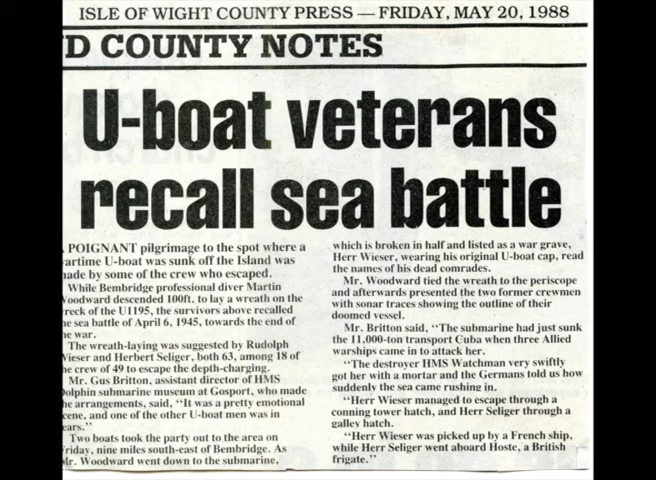 ISLE OF WIGHT COUNTY PRESS — FRIDAY, MAY 20, 1988
D COUNTY NOTES
U-boat veterans
recall sea battle
POIGNANT pilgrimage to the spot where a
artime U-boat was sunk off the Island was
ade by some of the crew who escaped.
While Bembridge professional diver Martin
oodward descended 100ft, to lay a wreath on the
reck of the U1195, the survivors above recalled
he sea battle of April 6, 1945, towards the end of
he war.
The wreath-laying was suggested by Rudolph
ieser and Herbert Seliger, both 63, among 18 of
he crew of 49 to escape the depth-charging.
Mr. Gus Britton, assistant director of HMS
olphin submarine museum at Gosport, who made
he arrangements, said, “It was a pretty emotional
cene, and one of the other U-boat men was in
ears.”
Two boats took the party out to the area on
riday, nine miles south-east of Bembridge. As
Mr. Woodward went down to the submarine,
which is broken in half and listed as a war grave,
Herr Wieser, wearing his original U-boat cap, read
the names of his dead comrades.
Mr. Woodward tied the wreath to the periscope
and afterwards presented the two former crewmen
with sonar traces showing the outline of their
doomed vessel.
Mr. Britton said, “The submarine had just sunk
the 11,000-ton transport Cuba when three Allied
warships came in to attack her.
“The destroyer HMS Watchman very swiftly
got her with a mortar and the Germans told us how
suddenly the sea came rushing in.
“Herr Wieser managed to escape through a
conning tower hatch, and Herr Seliger through a
galley hatch.
“Herr Wieser was picked up by a French ship,
while Herr Seliger went aboard Hoste, a British
frigate.”